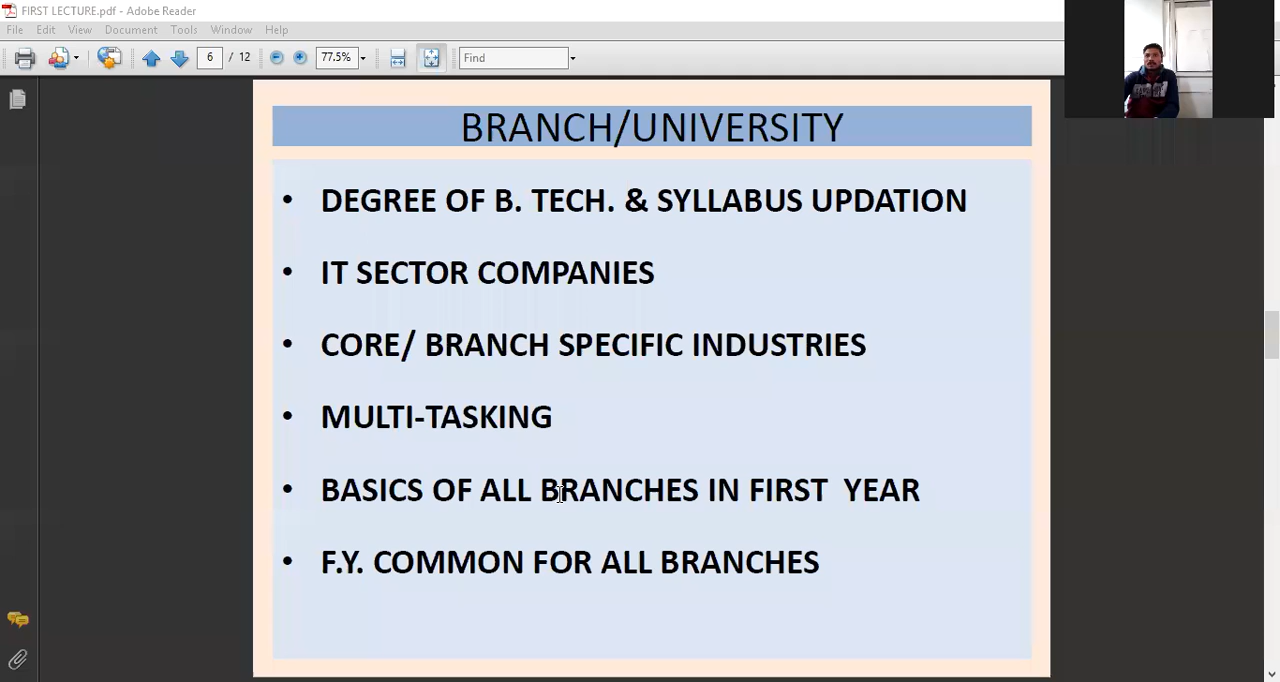 FIRST LECTURE.pdf - Adobe Reader
File Edit View Document Tools Window Help
6 / 12 77.5% Find
BRANCH/UNIVERSITY
• DEGREE OF B. TECH. & SYLLABUS UPDATION
• IT SECTOR COMPANIES
• CORE/ BRANCH SPECIFIC INDUSTRIES
• MULTI-TASKING
• BASICS OF ALL BRANCHES IN FIRST YEAR
• F.Y. COMMON FOR ALL BRANCHES